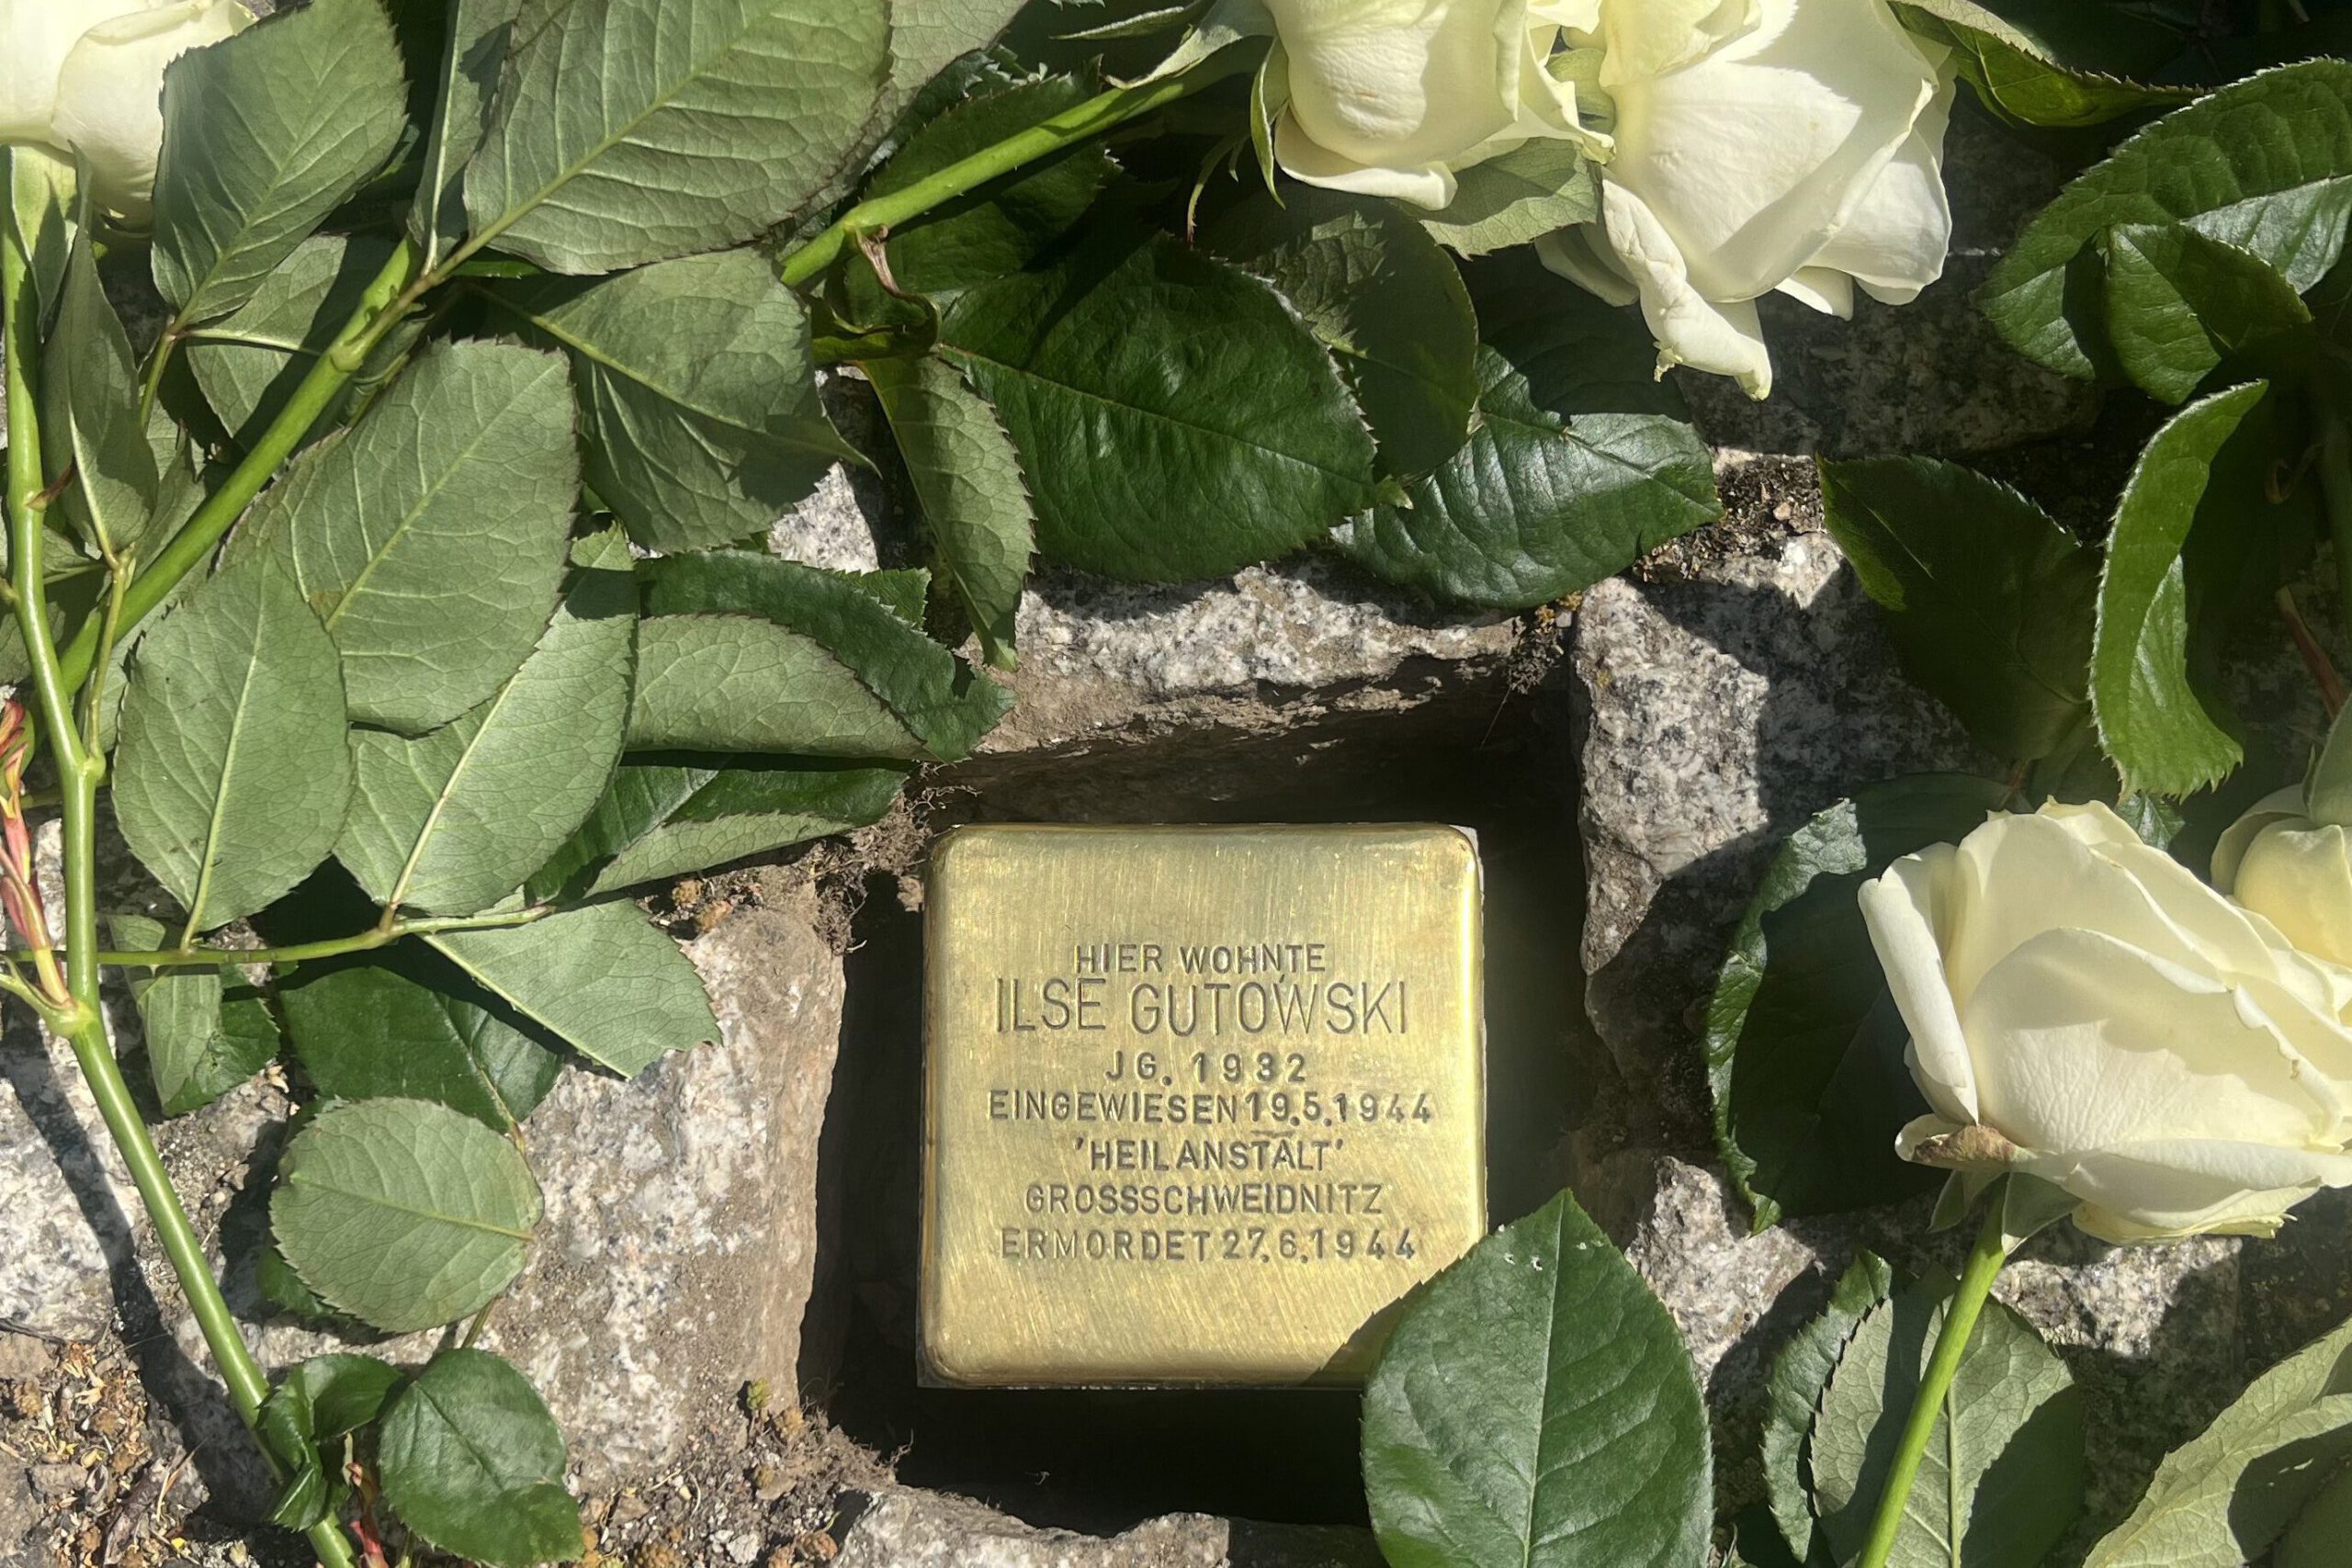 HIER WOHNTE
ILSE GUTOWSKI
JG. 1932
EINGEWIESEN 19.5.1944
'HEILANSTALT'
GROSSSCHWEIDNITZ
ERMORDET 27.6.1944